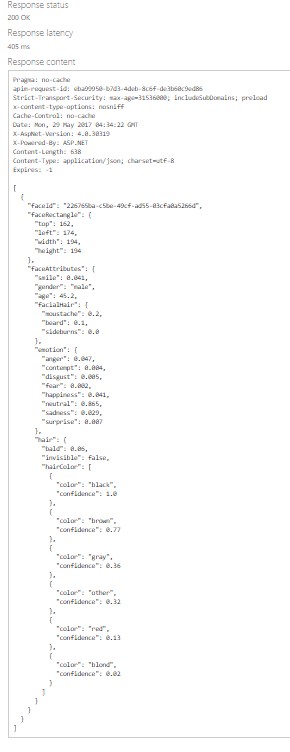 Response status
200 OK
Response latency
405 ms
Response content
Pragma: no-cache
apim-request-id: eba99950-b7d3-4deb-8c6f-de3b60c9ed86
Strict-Transport-Security: max-age=31536000; includeSubDomains; preload
x-content-type-options: nosniff
Cache-Control: no-cache
Date: Mon, 29 May 2017 04:34:22 GMT
X-AspNet-Version: 4.0.30319
X-Powered-By: ASP.NET
Content-Length: 638
Content-Type: application/json; charset=utf-8
Expires: -1
[
{
"faceId": "226765ba-c5be-49cf-ad55-03cfa0a5266d",
"faceRectangle": {
"top": 162,
"left": 174,
"width": 194,
"height": 194
},
"faceAttributes": {
"smile": 0.041,
"gender": "male",
"age": 45.2,
"facialHair": {
"moustache": 0.2,
"beard": 0.1,
"sideburns": 0.0
},
"emotion": {
"anger": 0.047,
"contempt": 0.004,
"disgust": 0.005,
"fear": 0.002,
"happiness": 0.041,
"neutral": 0.865,
"sadness": 0.029,
"surprise": 0.007
},
"hair": {
"bald": 0.06,
"invisible": false,
"hairColor": [
{
"color": "black",
"confidence": 1.0
},
{
"color": "brown",
"confidence": 0.77
},
{
"color": "gray",
"confidence": 0.36
},
{
"color": "other",
"confidence": 0.32
},
{
"color": "red",
"confidence": 0.13
},
{
"color": "blond",
"confidence": 0.02
}
]
}
}
}
]